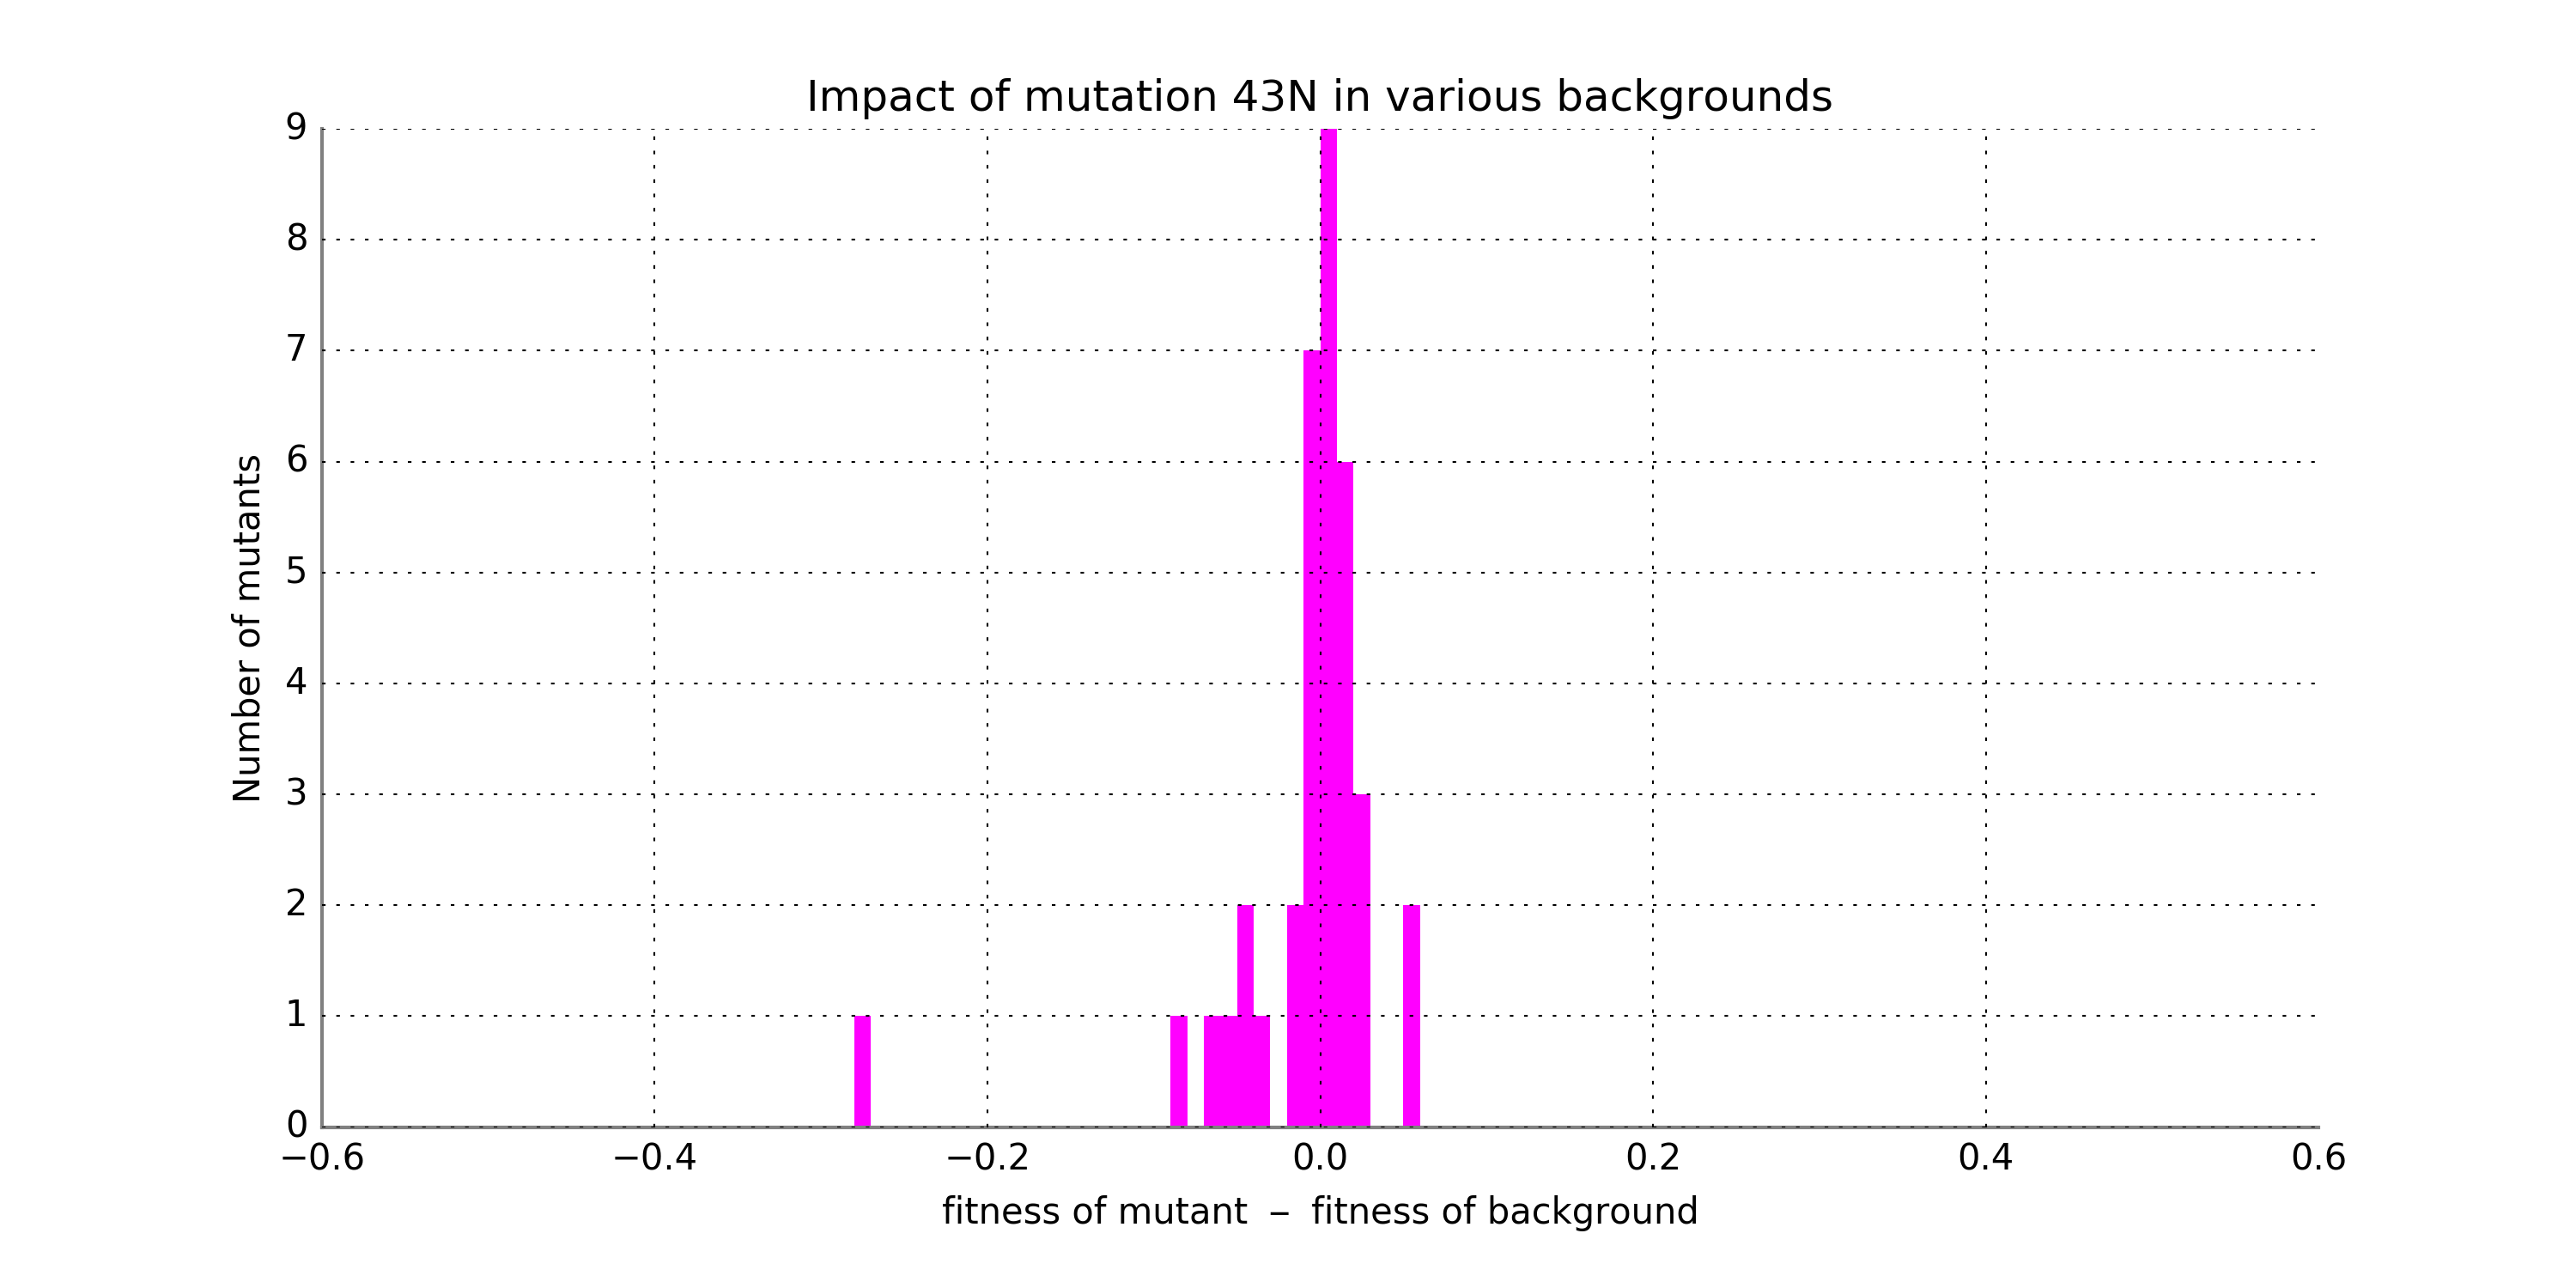 Impact of mutation 43N in various backgrounds
9
8
7
6
5
4
3
2
1
0
Number of mutants
−0.6 −0.4 −0.2 0.0 0.2 0.4 0.6
fitness of mutant − fitness of background